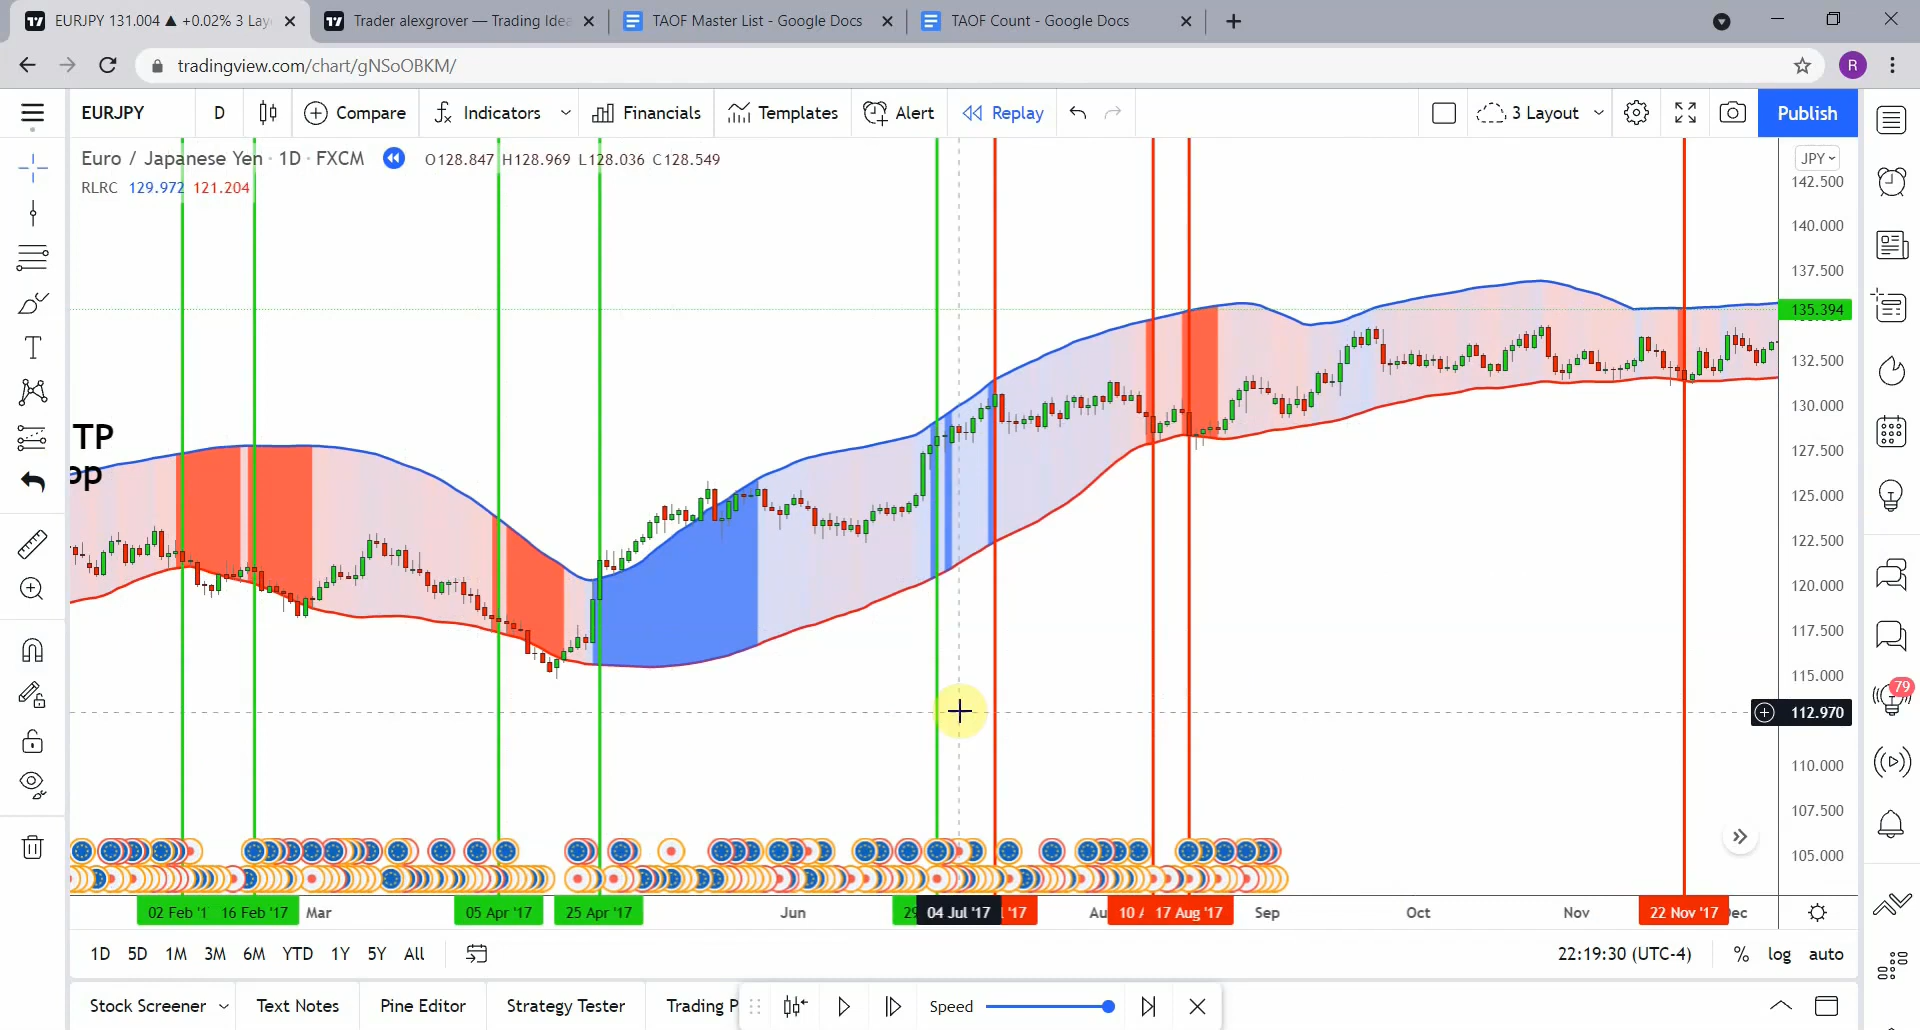 EURJPY 131.004 ▲ +0.02% 3 Lay
Trader alexgrover — Trading Idea
TAOF Master List - Google Docs
TAOF Count - Google Docs
tradingview.com/chart/gNSoOBKM/
R
EURJPY D Compare Indicators Financials Templates Alert Replay 3 Layout Publish
Euro / Japanese Yen · 1D · FXCM O128.847 H128.969 L128.036 C128.549
RLRC 129.972 121.204
JPY
142.500
140.000
137.500
135.394
132.500
130.000
127.500
125.000
122.500
120.000
117.500
115.000
112.970
110.000
107.500
105.000
TP
op
79
02 Feb '1 16 Feb '17 Mar 05 Apr '17 25 Apr '17 Jun 29 04 Jul '17 '17 Au 10 A 17 Aug '17 Sep Oct Nov 22 Nov '17 ec
1D 5D 1M 3M 6M YTD 1Y 5Y All 22:19:30 (UTC-4) % log auto
Stock Screener Text Notes Pine Editor Strategy Tester Trading P Speed